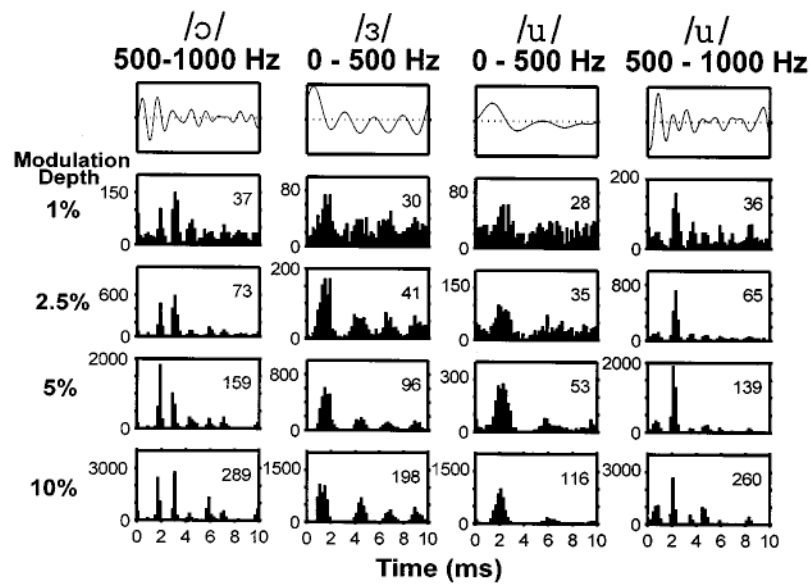 /ɔ/ /ɜ/ /u/ /u/
500-1000 Hz 0 - 500 Hz 0 - 500 Hz 500 - 1000 Hz
Modulation
Depth
1%
150 37 80 30 80 28 200 36
0 0 0 0
2.5%
600 73 200 41 150 35 800 65
0 0 0 0
5%
2000 159 800 96 300 53 2000 139
0 0 0 0
10%
3000 289 1500 198 1500 116 3000 260
0 0 0 0
0 2 4 6 8 10 0 2 4 6 8 10 0 2 4 6 8 10 0 2 4 6 8 10
Time (ms)